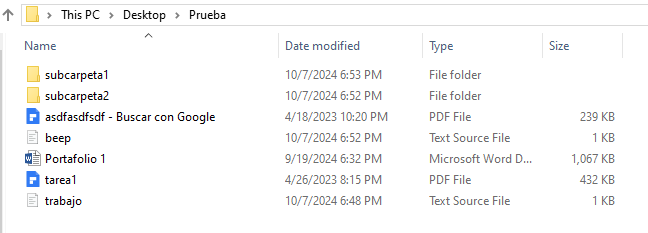 This PC > Desktop > Prueba
Name Date modified Type Size
subcarpeta1 10/7/2024 6:53 PM File folder
subcarpeta2 10/7/2024 6:52 PM File folder
asdfasdfsdf - Buscar con Google 4/18/2023 10:20 PM PDF File 239 KB
beep 10/7/2024 6:52 PM Text Source File 1 KB
Portafolio 1 9/19/2024 6:32 PM Microsoft Word D... 1,067 KB
tarea1 4/26/2023 8:15 PM PDF File 432 KB
trabajo 10/7/2024 6:48 PM Text Source File 1 KB